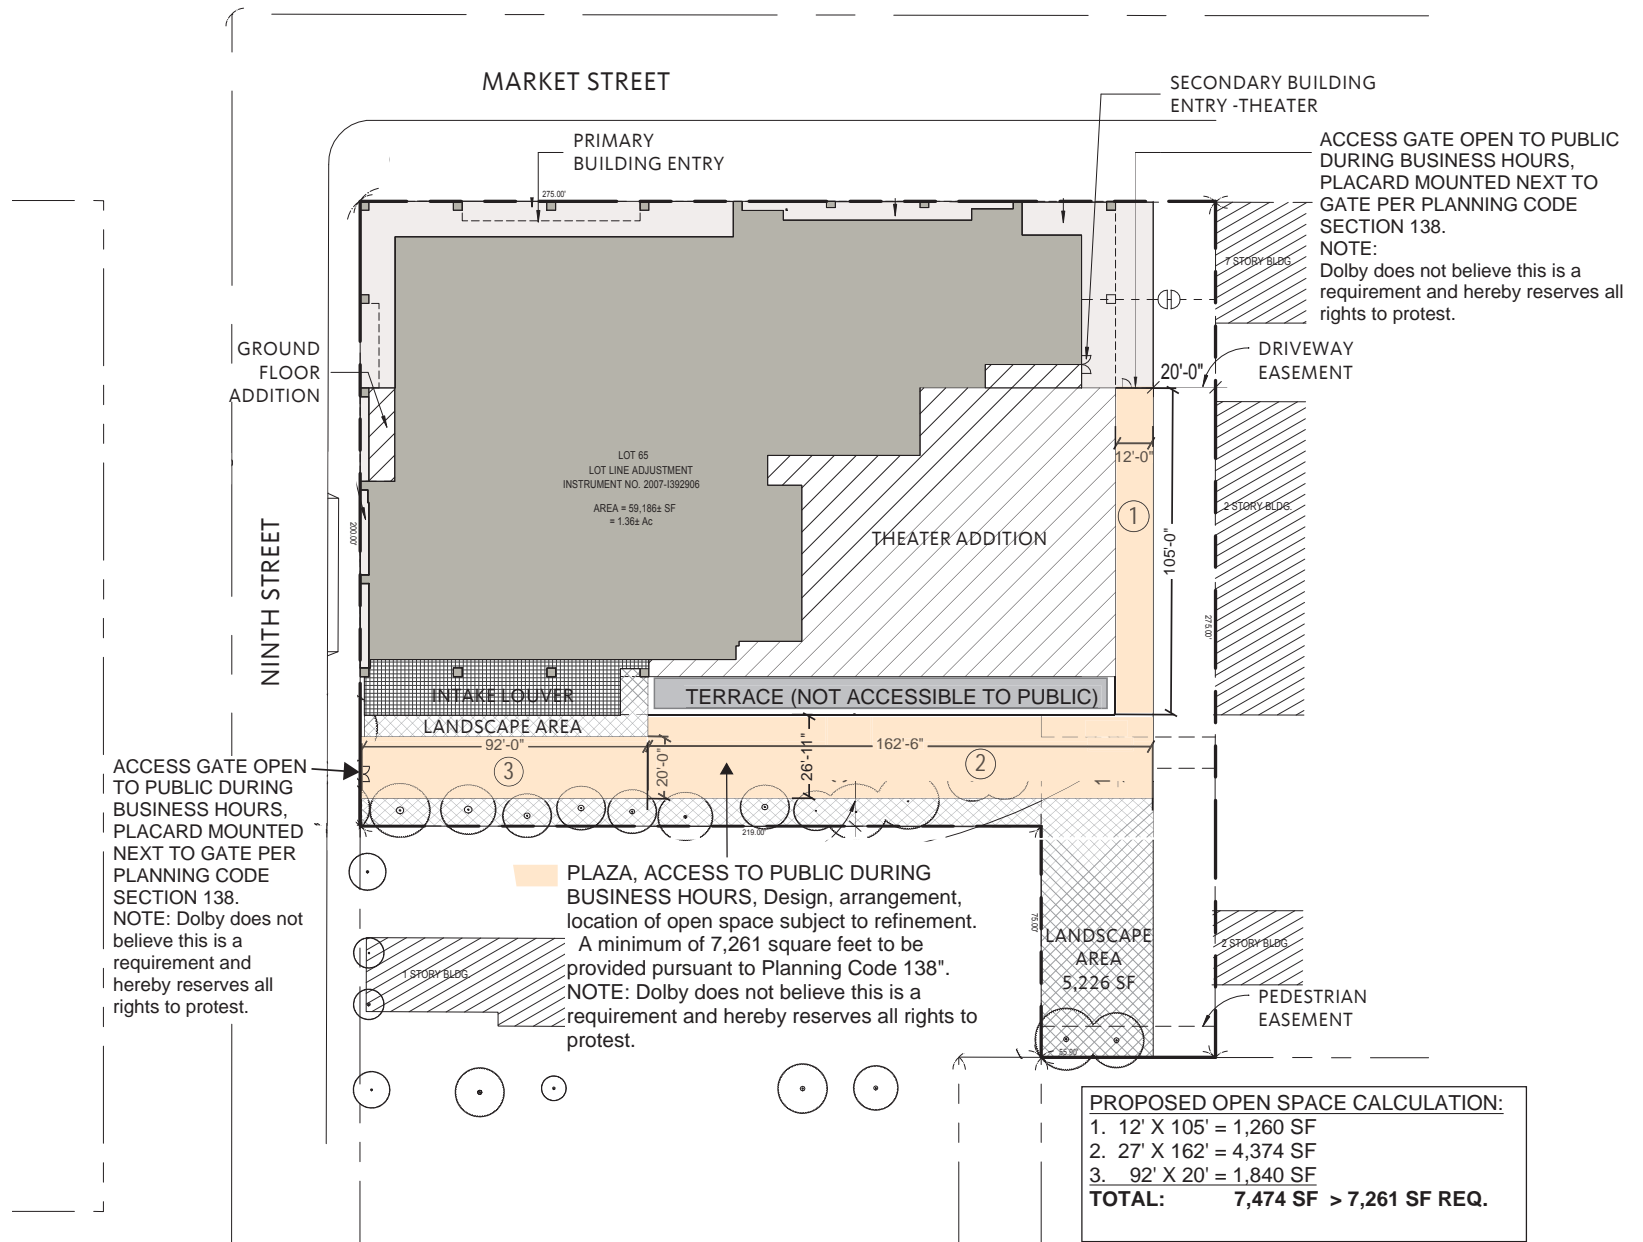 MARKET STREET
SECONDARY BUILDING
ENTRY -THEATER
PRIMARY
BUILDING ENTRY
ACCESS GATE OPEN TO PUBLIC
DURING BUSINESS HOURS,
PLACARD MOUNTED NEXT TO
GATE PER PLANNING CODE
SECTION 138.
NOTE:
Dolby does not believe this is a
requirement and hereby reserves all
rights to protest.
275.00'
7 STORY BLDG.
GROUND
FLOOR
ADDITION
DRIVEWAY
EASEMENT
20'-0"
12'-0"
LOT 65
LOT LINE ADJUSTMENT
INSTRUMENT NO. 2007-I392906
AREA = 59,186± SF
= 1.36± Ac
1
2 STORY BLDG.
THEATER ADDITION
105'-0"
200.00'
NINTH STREET
275.00'
INTAKE LOUVER
TERRACE (NOT ACCESSIBLE TO PUBLIC)
LANDSCAPE AREA
92'-0"
162'-6"
20'-0"
26'-11"
3
2
1
ACCESS GATE OPEN
TO PUBLIC DURING
BUSINESS HOURS,
PLACARD MOUNTED
NEXT TO GATE PER
PLANNING CODE
SECTION 138.
NOTE: Dolby does not
believe this is a
requirement and
hereby reserves all
rights to protest.
219.00'
PLAZA, ACCESS TO PUBLIC DURING
BUSINESS HOURS, Design, arrangement,
location of open space subject to refinement.
A minimum of 7,261 square feet to be
provided pursuant to Planning Code 138".
NOTE: Dolby does not believe this is a
requirement and hereby reserves all rights to
protest.
75.00'
LANDSCAPE
AREA
5,226 SF
2 STORY BLDG.
1 STORY BLDG.
PEDESTRIAN
EASEMENT
55.90'
PROPOSED OPEN SPACE CALCULATION:
1. 12' X 105' = 1,260 SF
2. 27' X 162' = 4,374 SF
3. 92' X 20' = 1,840 SF
TOTAL: 7,474 SF > 7,261 SF REQ.